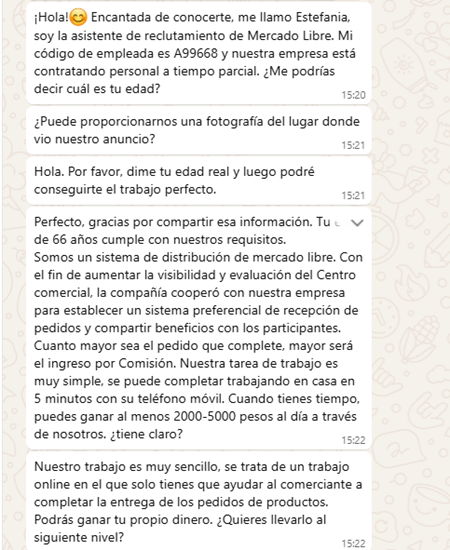 ¡Hola!😊 Encantada de conocerte, me llamo Estefania,
soy la asistente de reclutamiento de Mercado Libre. Mi
código de empleada es A99668 y nuestra empresa está
contratando personal a tiempo parcial. ¿Me podrías
decir cuál es tu edad?
15:20
¿Puede proporcionarnos una fotografía del lugar donde
vio nuestro anuncio?
15:21
Hola. Por favor, dime tu edad real y luego podré
conseguirte el trabajo perfecto.
15:21
Perfecto, gracias por compartir esa información. Tu
de 66 años cumple con nuestros requisitos.
Somos un sistema de distribución de mercado libre. Con
el fin de aumentar la visibilidad y evaluación del Centro
comercial, la compañía cooperó con nuestra empresa
para establecer un sistema preferencial de recepción de
pedidos y compartir beneficios con los participantes.
Cuanto mayor sea el pedido que complete, mayor será
el ingreso por Comisión. Nuestra tarea de trabajo es
muy simple, se puede completar trabajando en casa en
5 minutos con su teléfono móvil. Cuando tienes tiempo,
puedes ganar al menos 2000-5000 pesos al día a través
de nosotros. ¿tiene claro?
15:22
Nuestro trabajo es muy sencillo, se trata de un trabajo
online en el que solo tienes que ayudar al comerciante a
completar la entrega de los pedidos de productos.
Podrás ganar tu propio dinero. ¿Quieres llevarlo al
siguiente nivel?
15:22